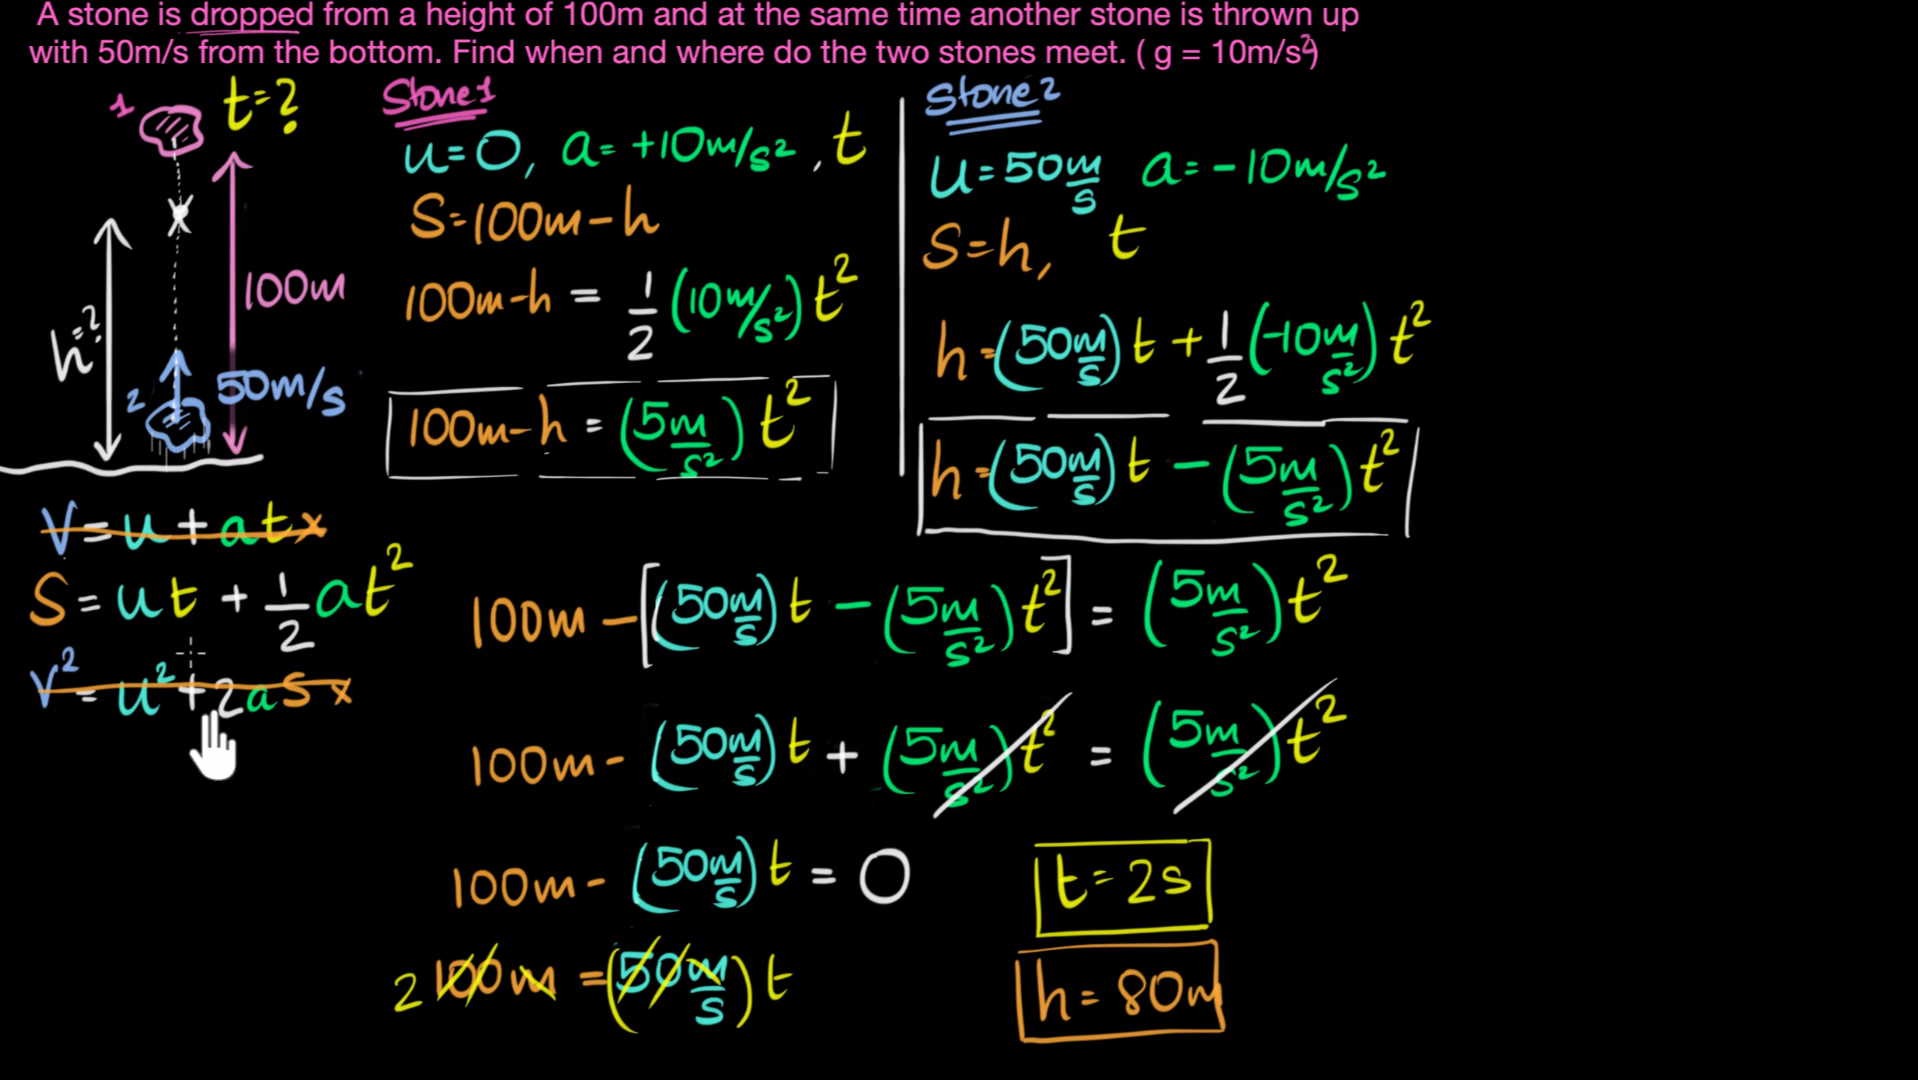 A stone is dropped from a height of 100m and at the same time another stone is thrown up
with 50m/s from the bottom. Find when and where do the two stones meet. ( g = 10m/s²)
1
t=?
100m
h=?
2
50m/s
V=u+at x
S=ut+1/2 at²
V²=u²+2as x
Stone1
u=0, a=+10m/s², t
S=100m-h
100m-h = 1/2 (10m/s²) t²
100m-h = (5m/s²) t²
Stone2
u=50m/s a=-10m/s²
S=h, t
h=(50m/s) t + 1/2 (-10m/s²) t²
h=(50m/s) t - (5m/s²) t²
100m - [(50m/s) t - (5m/s²) t²] = (5m/s²) t²
100m - (50m/s) t + (5m/s²) t² = (5m/s²) t²
100m - (50m/s) t = 0
2 100m = (50m/s) t
t=2s
h=80m